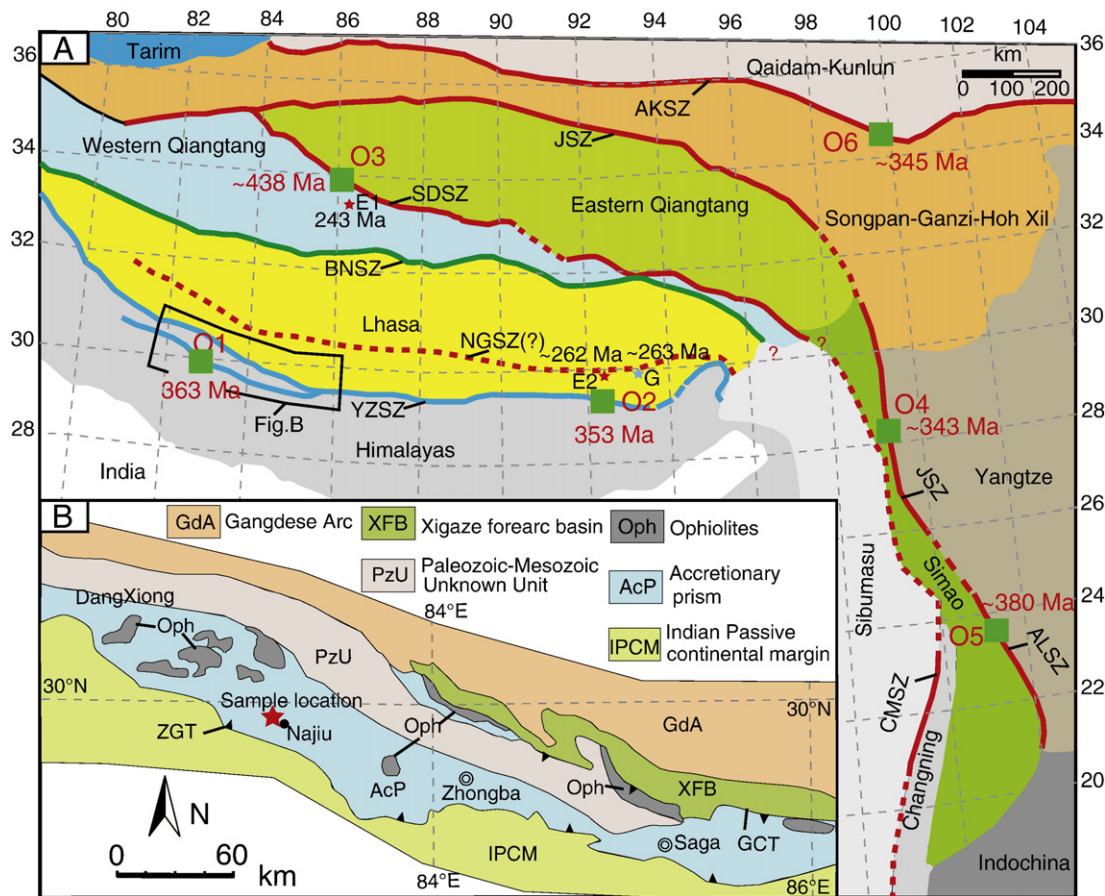 80 82 84 86 88 90 92 94 96 98 100 102 104
A
36
36
Tarim
km
0 100 200
Qaidam-Kunlun
AKSZ
34
34
JSZ
O6
~345 Ma
Western Qiangtang
O3
~438 Ma
SDSZ
E1
243 Ma
Eastern Qiangtang
Songpan-Ganzi-Hoh Xil
32
32
BNSZ
Lhasa
30
30
NGSZ(?)
~262 Ma
~263 Ma
?
?
O1
363 Ma
E2
G
O2
353 Ma
YZSZ
Fig.B
28
28
Himalayas
India
O4
~343 Ma
JSZ
Yangtze
26
Sibumasu
Simao
24
~380 Ma
O5
ALSZ
22
CMSZ
Changning
20
Indochina
B
GdA Gangdese Arc
XFB Xigaze forearc basin
Oph Ophiolites
PzU Paleozoic-Mesozoic
Unknown Unit
AcP Accretionary
prism
IPCM Indian Passive
continental margin
84°E
DangXiong
Oph
PzU
30°N
30°N
Sample location
Najiu
ZGT
Oph
GdA
AcP
Zhongba
Oph
XFB
N
IPCM
Saga
GCT
0 60
km
84°E
86°E